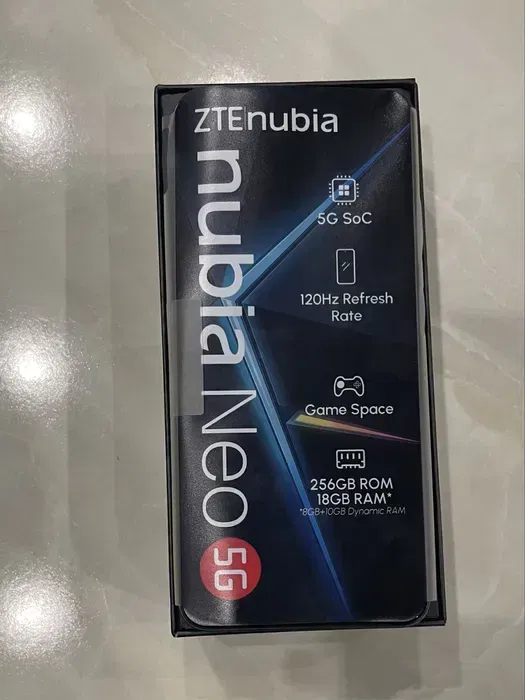 ZTEnubia
nubia Neo 5G
5G SoC
120Hz Refresh
Rate
Game Space
256GB ROM
18GB RAM*
*8GB+10GB Dynamic RAM